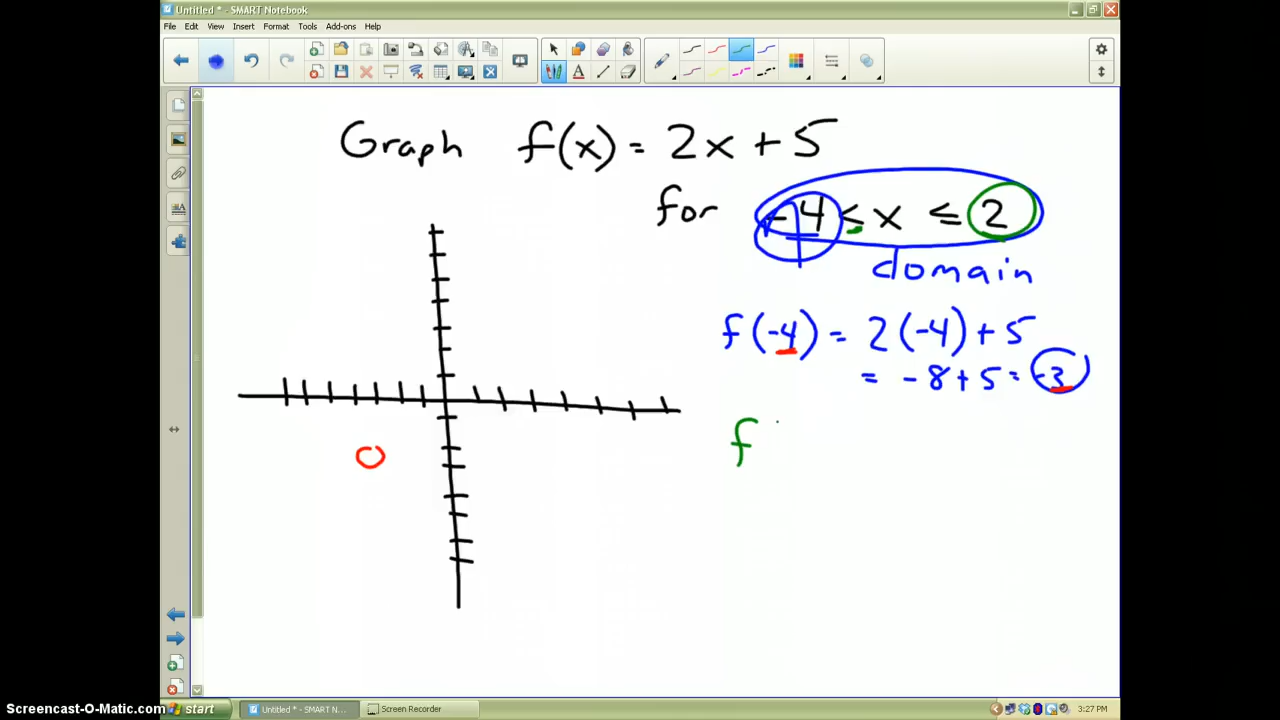 Untitled * - SMART Notebook
File Edit View Insert Format Tools Add-ons Help
Graph f(x) = 2x + 5
for -4 ≤ x ≤ 2
domain
f(-4) = 2(-4) + 5
= -8 + 5 = -3
f
Screencast-O-Matic.com
start
Untitled * - SMART N...
Screen Recorder
3:27 PM